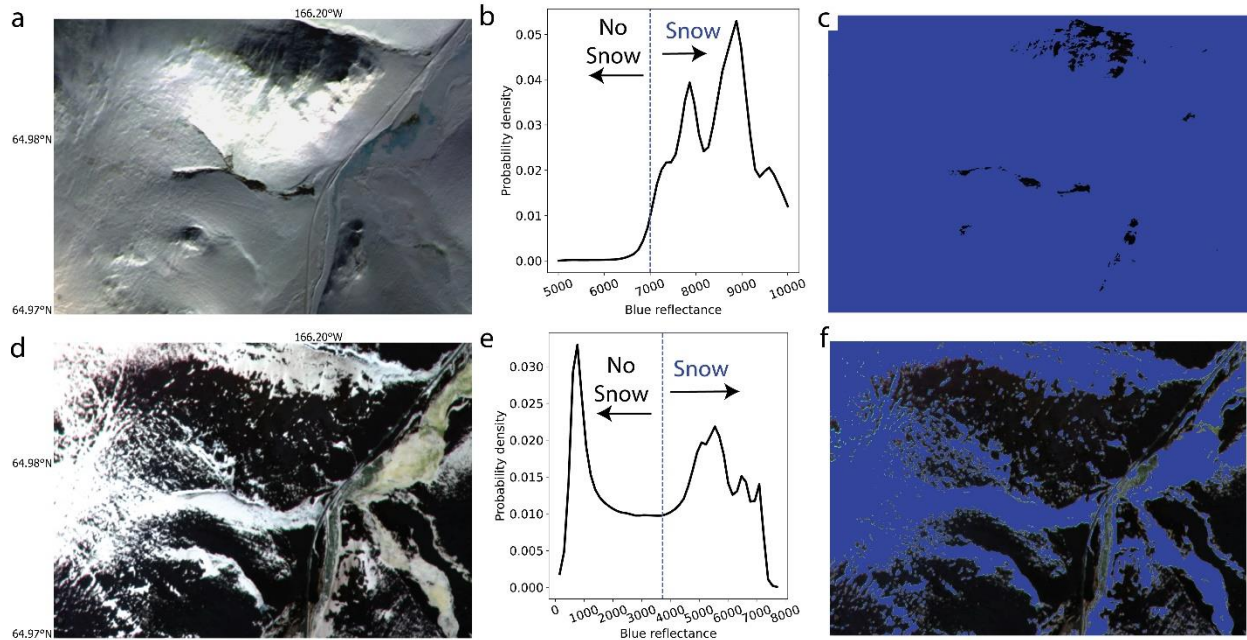 a
166.20°W
64.98°N
64.97°N
b
No
Snow
Snow
Probability density
0.05
0.04
0.03
0.02
0.01
0.00
5000 6000 7000 8000 9000 10000
Blue reflectance
c
d
166.20°W
64.98°N
64.97°N
e
No
Snow
Snow
Probability density
0.030
0.025
0.020
0.015
0.010
0.005
0.000
0 1000 2000 3000 4000 5000 6000 7000 8000
Blue reflectance
f